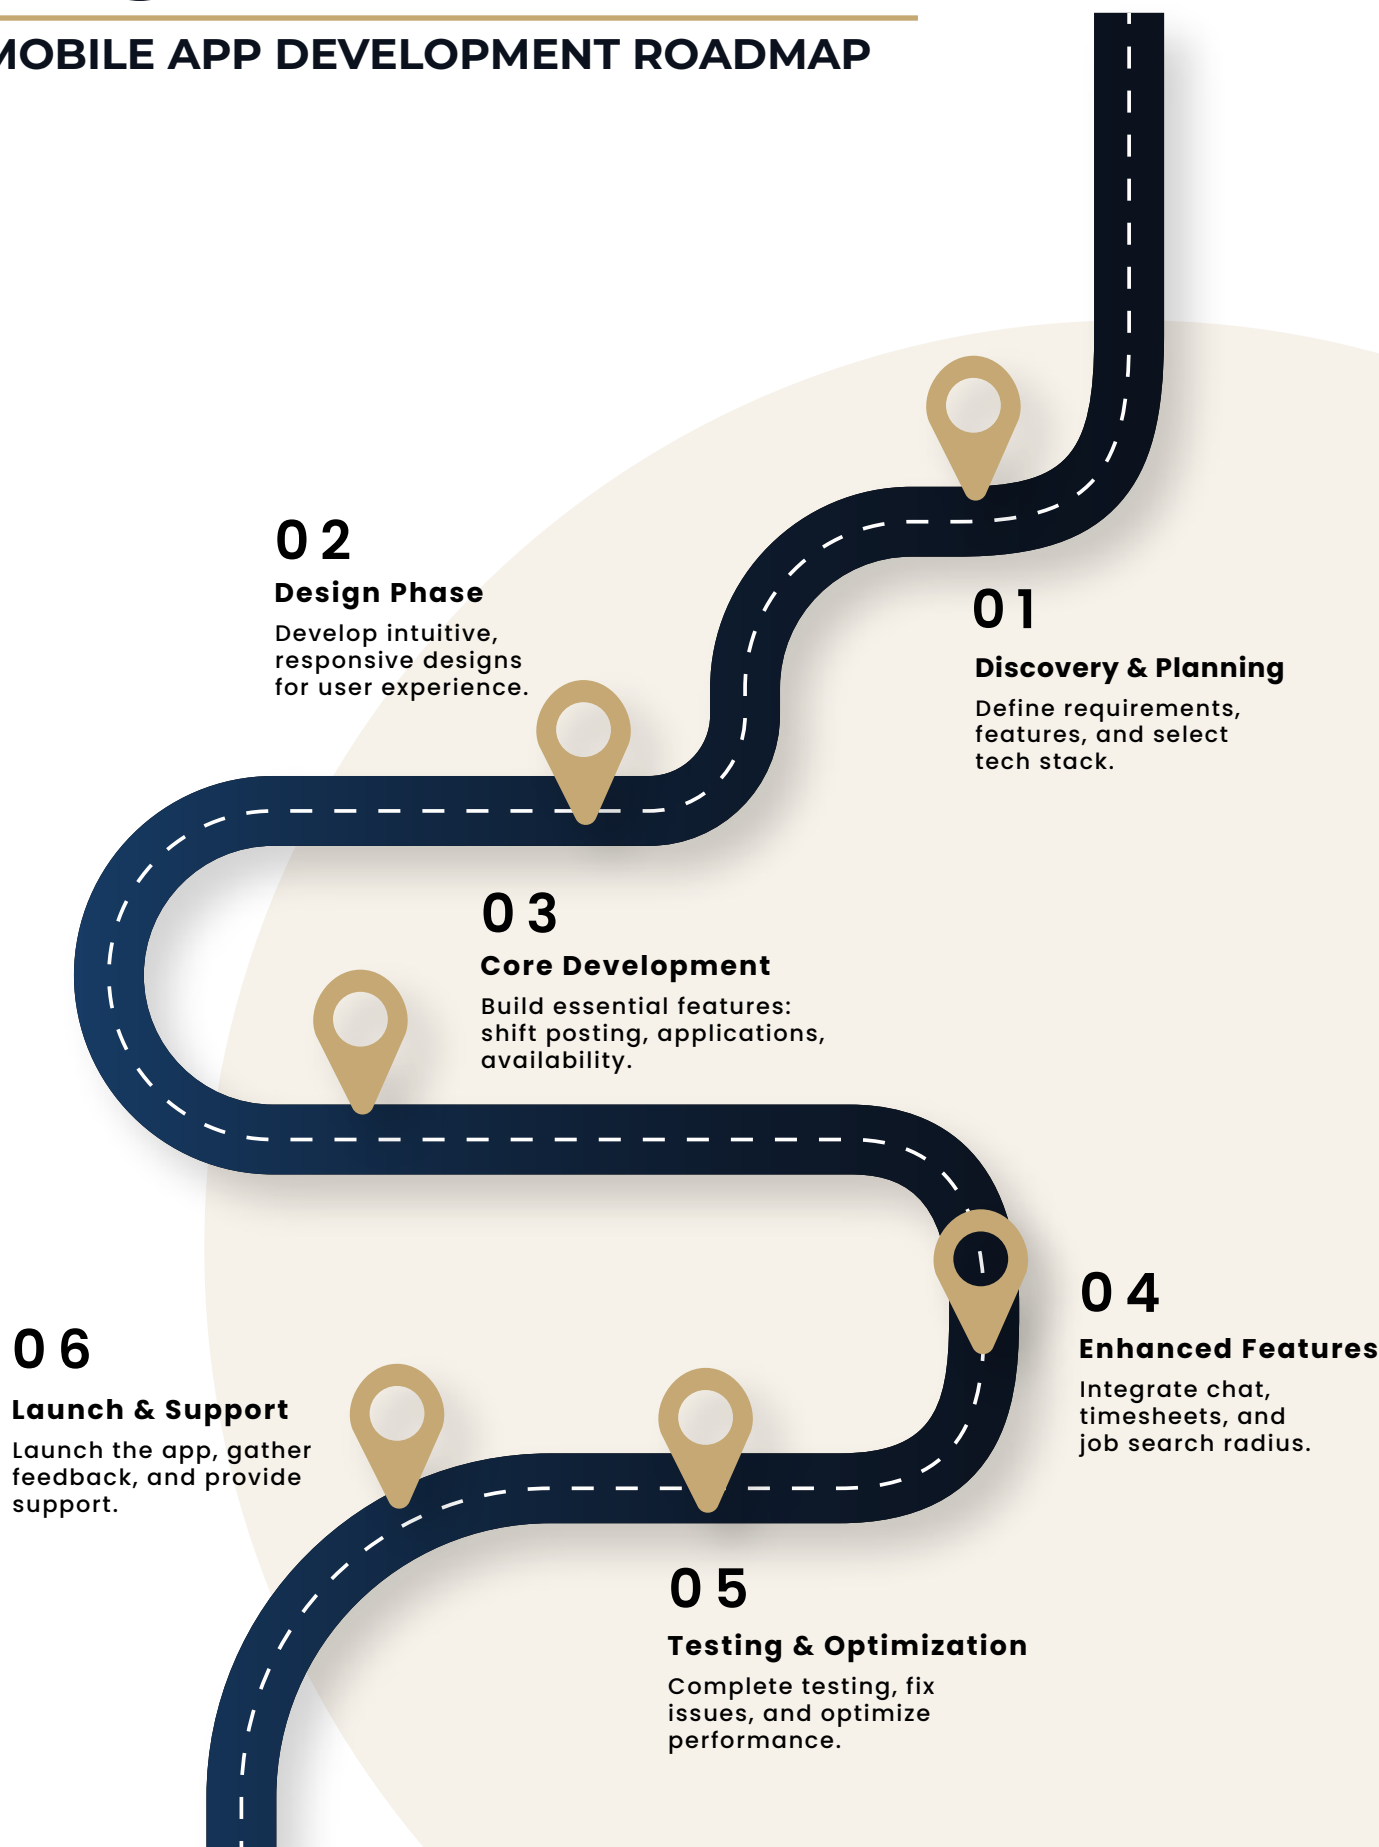 MOBILE APP DEVELOPMENT ROADMAP
01
Discovery & Planning
Define requirements,
features, and select
tech stack.
02
Design Phase
Develop intuitive,
responsive designs
for user experience.
03
Core Development
Build essential features:
shift posting, applications,
availability.
04
Enhanced Features
Integrate chat,
timesheets, and
job search radius.
05
Testing & Optimization
Complete testing, fix
issues, and optimize
performance.
06
Launch & Support
Launch the app, gather
feedback, and provide
support.